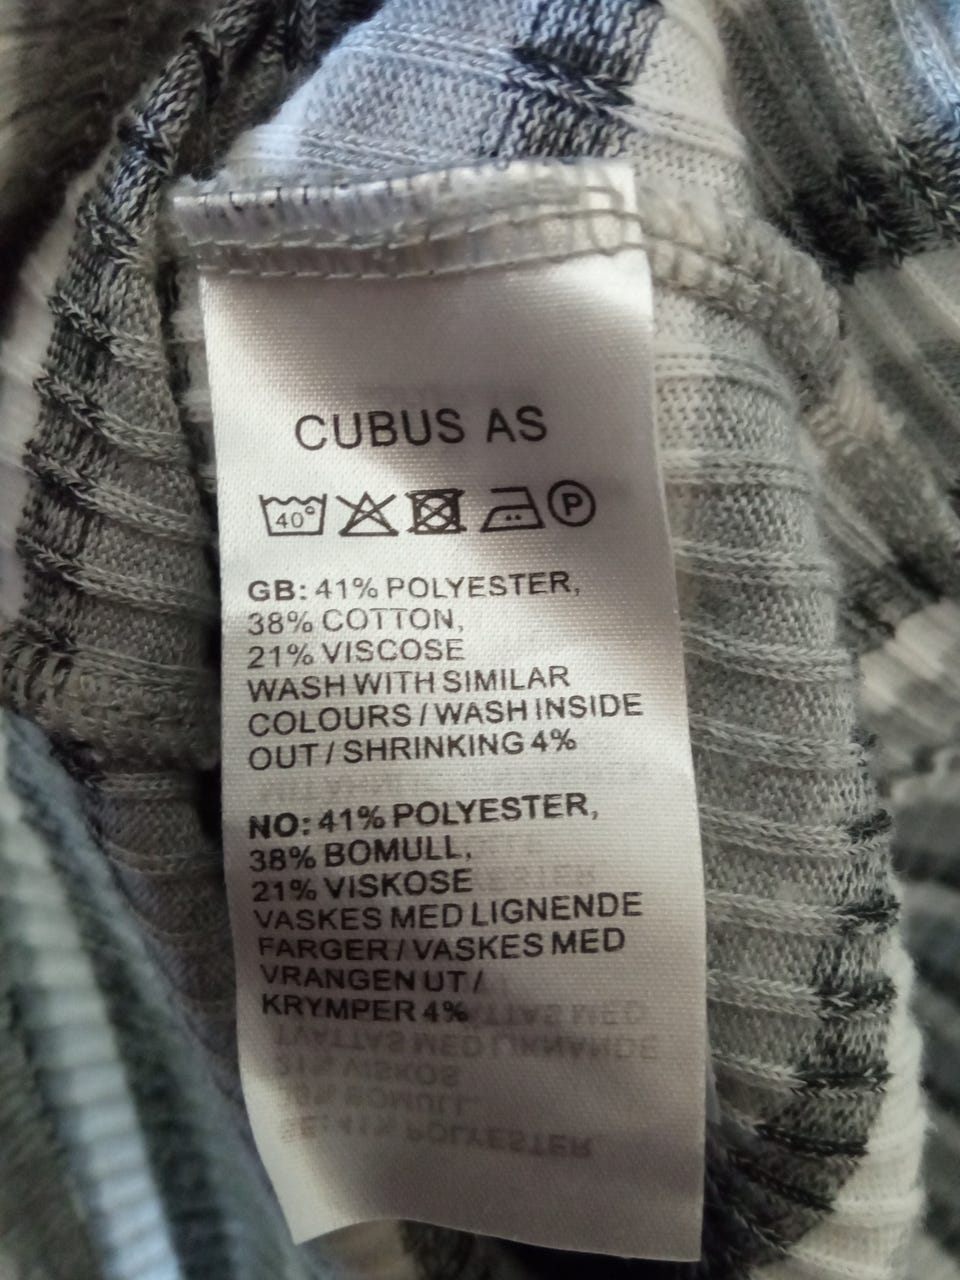 CUBUS AS
40° P
GB: 41% POLYESTER,
38% COTTON,
21% VISCOSE
WASH WITH SIMILAR
COLOURS / WASH INSIDE
OUT / SHRINKING 4%
NO: 41% POLYESTER,
38% BOMULL,
21% VISKOSE
VASKES MED LIGNENDE
FARGER / VASKES MED
VRANGEN UT /
KRYMPER 4%